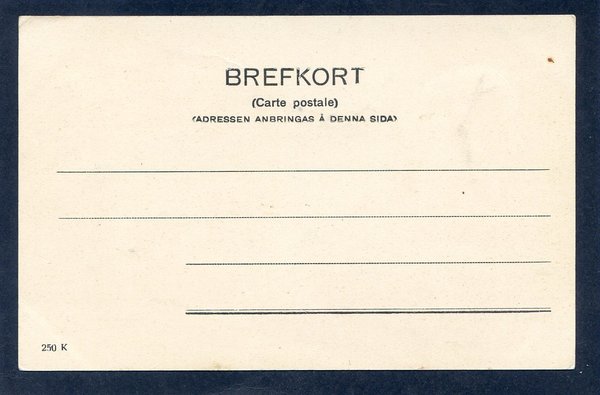 BREFKORT
(Carte postale)
(ADRESSEN ANBRINGAS Å DENNA SIDA)
250 K